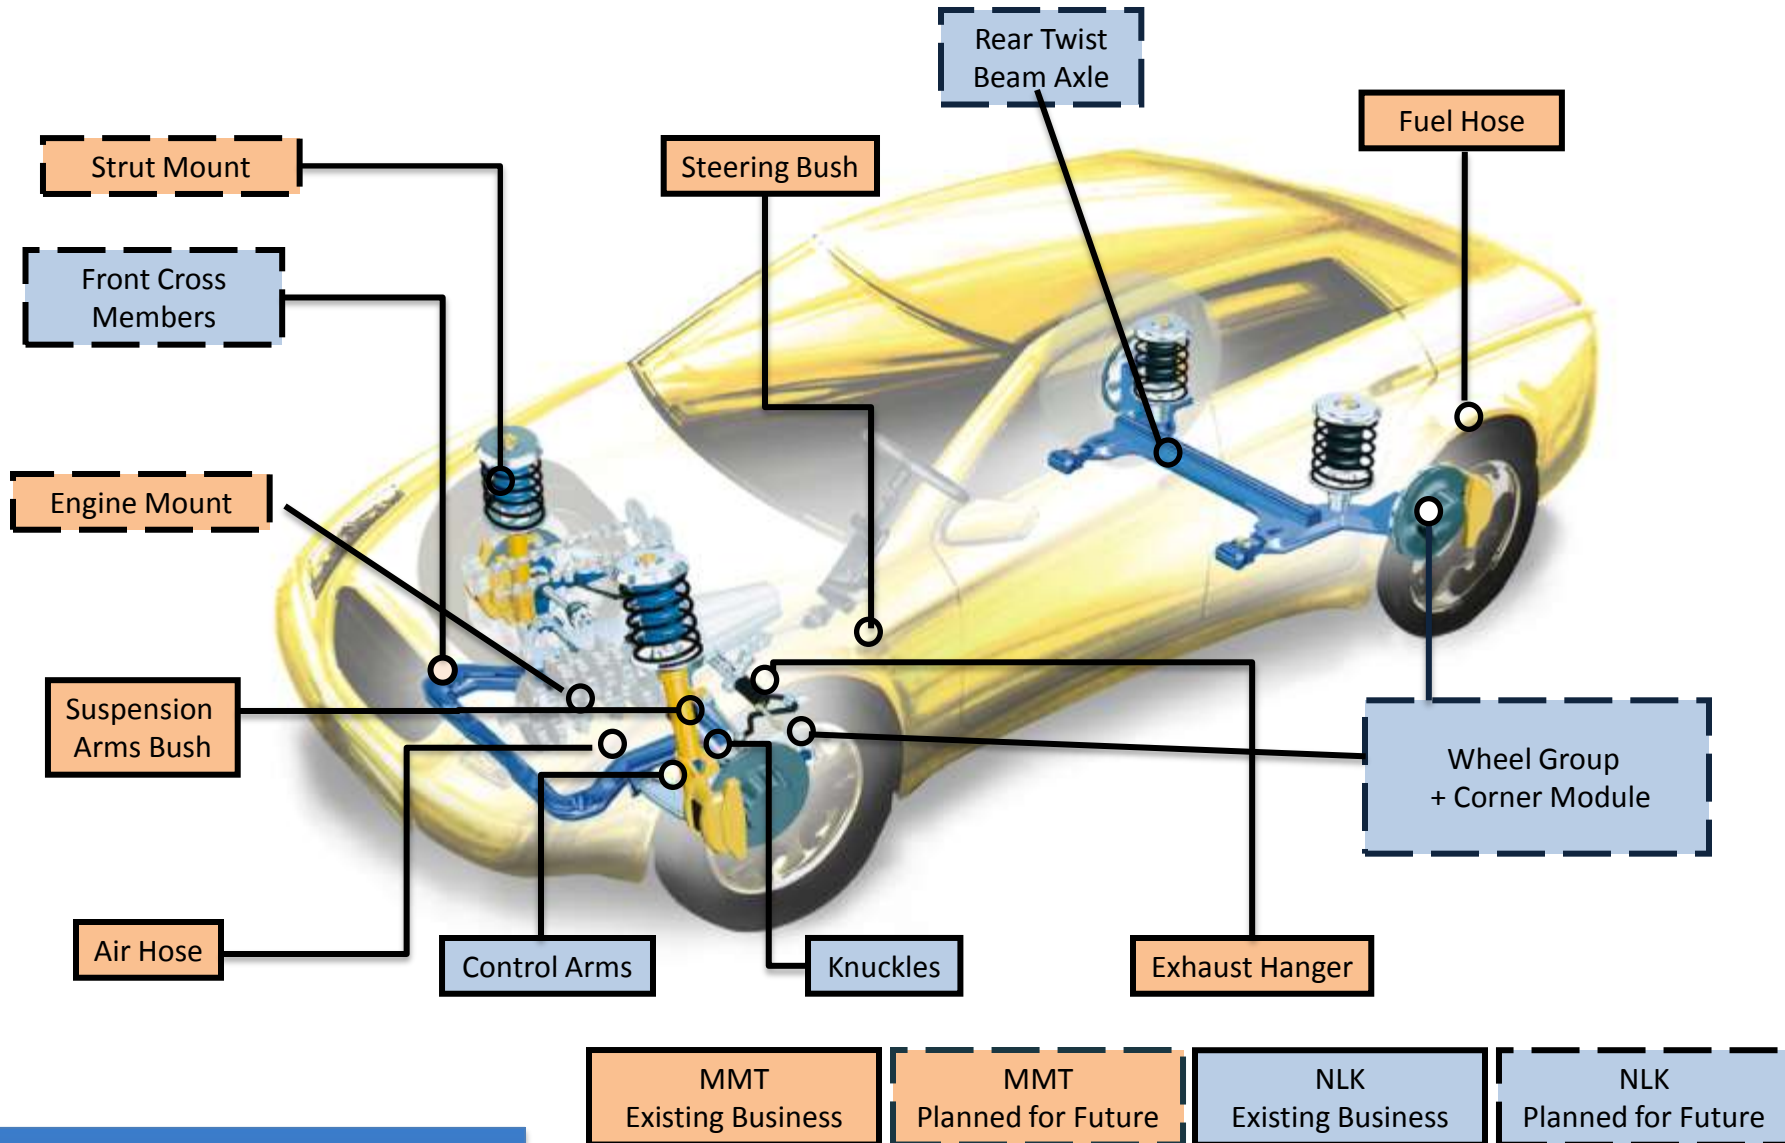 Rear Twist
Beam Axle
Fuel Hose
Strut Mount
Steering Bush
Front Cross
Members
Engine Mount
Suspension
Arms Bush
Wheel Group
+ Corner Module
Air Hose
Control Arms
Knuckles
Exhaust Hanger
MMT
Existing Business
MMT
Planned for Future
NLK
Existing Business
NLK
Planned for Future